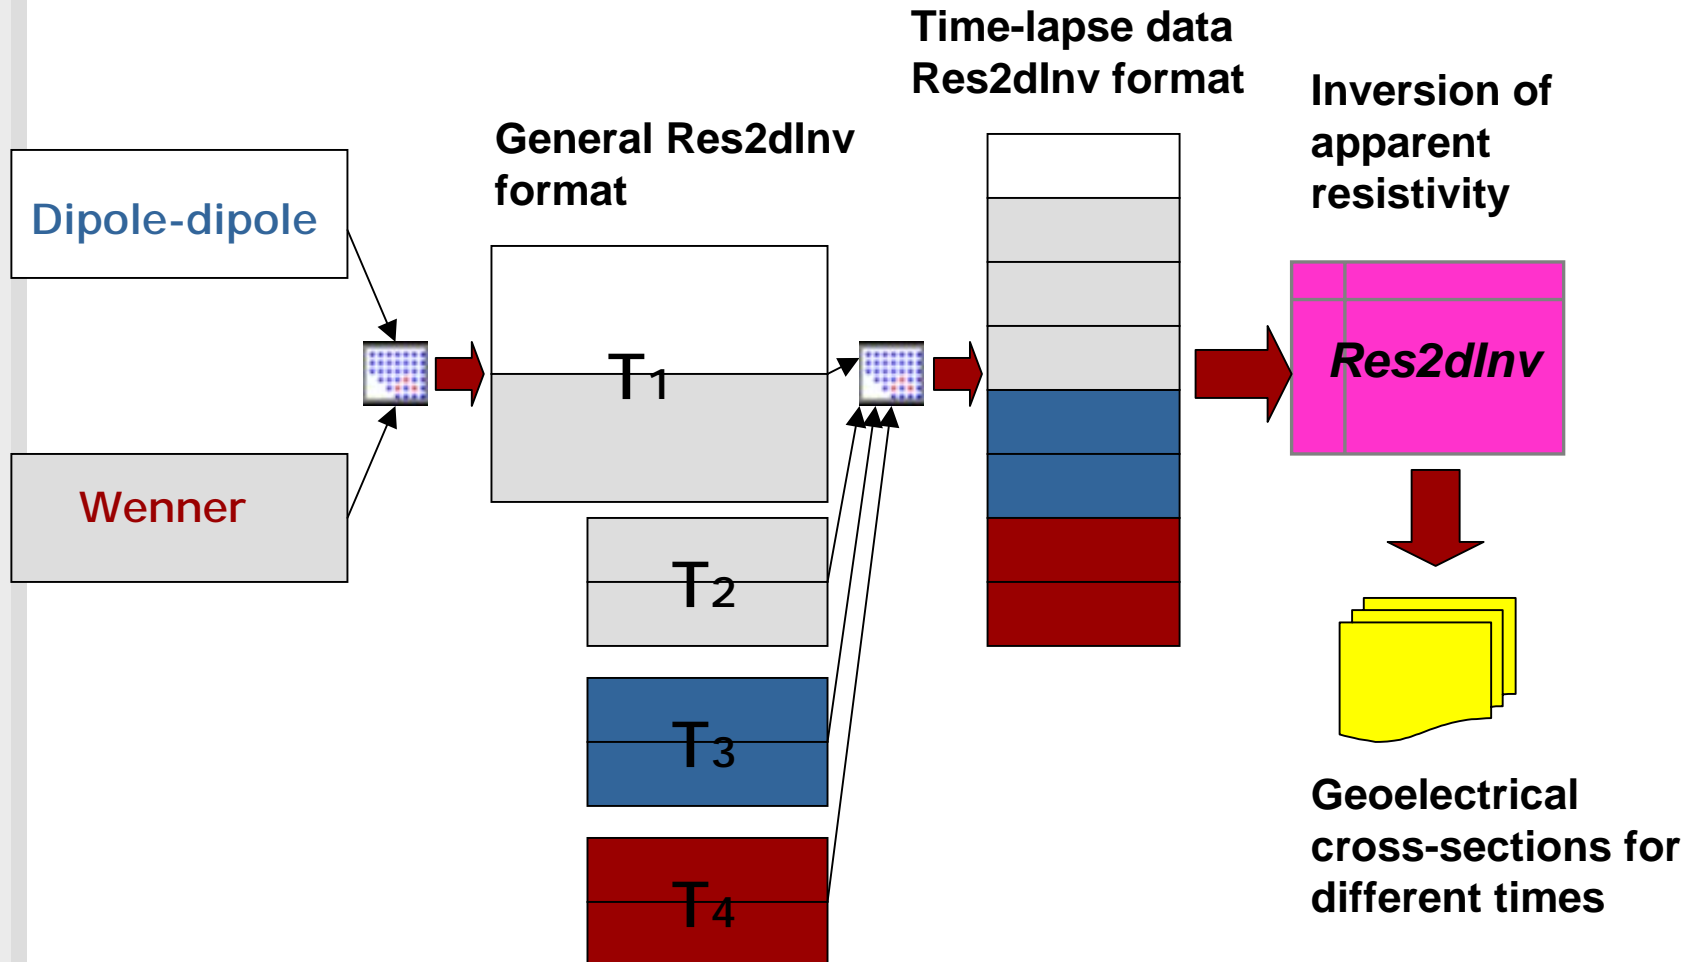 Time-lapse data
Res2dInv format
Inversion of
apparent
resistivity
General Res2dInv
format
Dipole-dipole
Wenner
T1
T2
T3
T4
Res2dInv
Geoelectrical
cross-sections for
different times